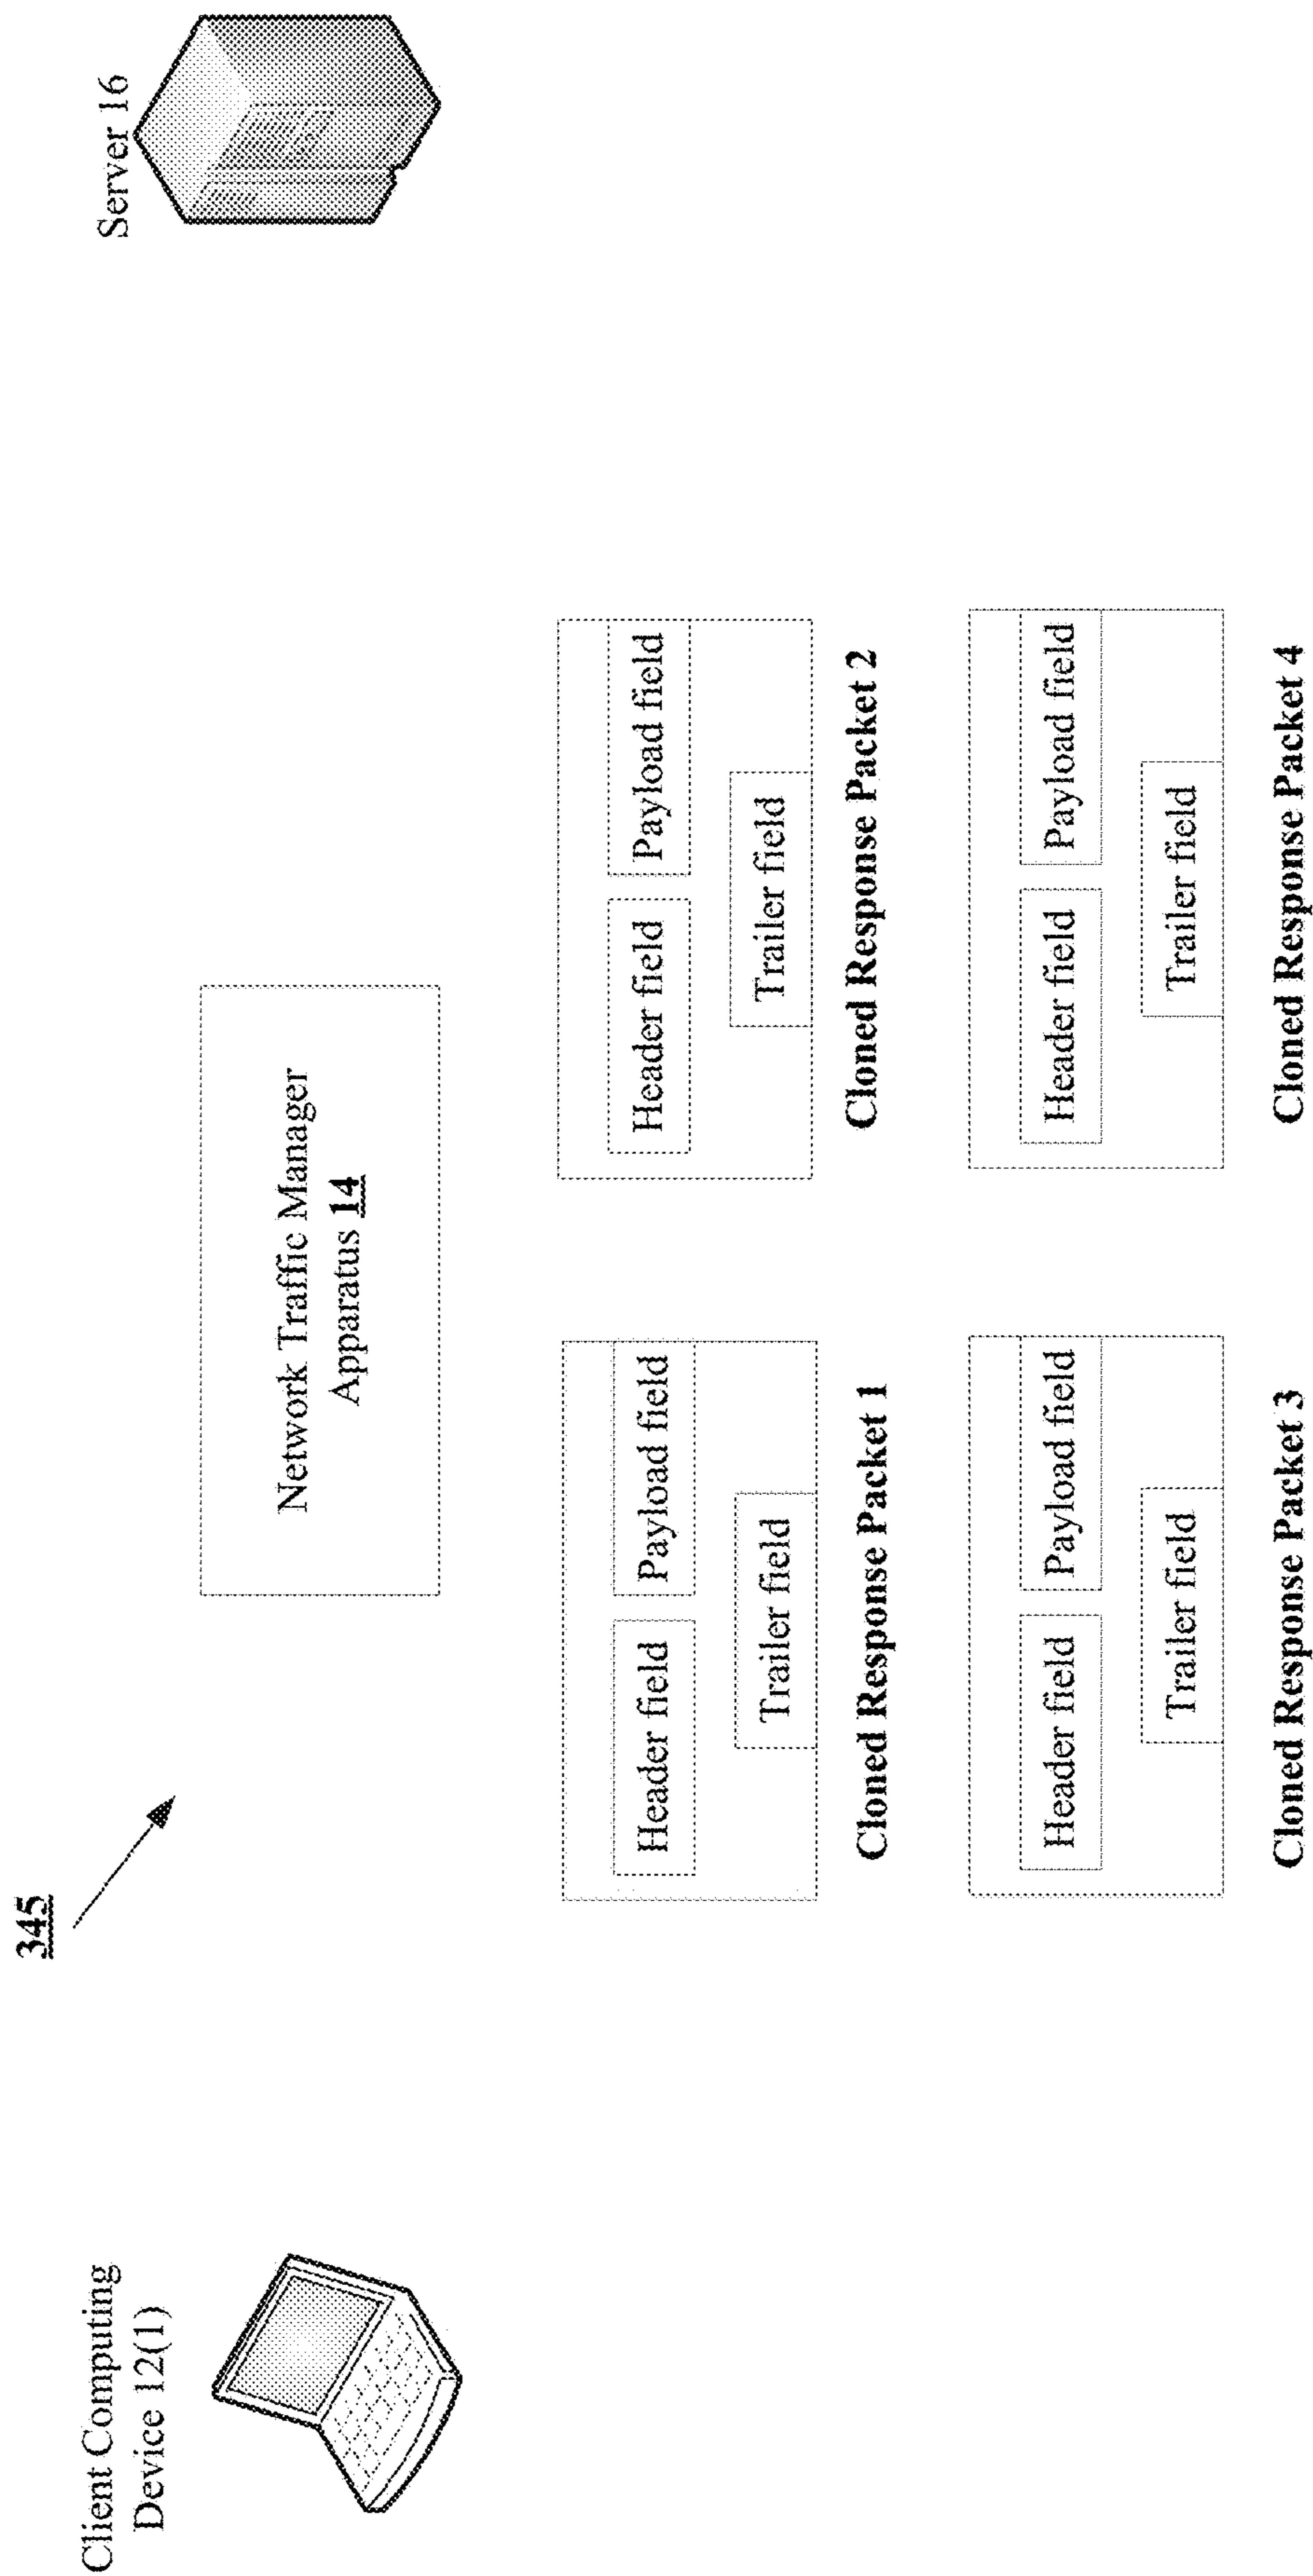 345
Client Computing
Device 12(1)
Network Traffic Manager
Apparatus 14
Server 16
Header field
Payload field
Trailer field
Cloned Response Packet 1
Header field
Payload field
Trailer field
Cloned Response Packet 2
Header field
Payload field
Trailer field
Cloned Response Packet 3
Header field
Payload field
Trailer field
Cloned Response Packet 4